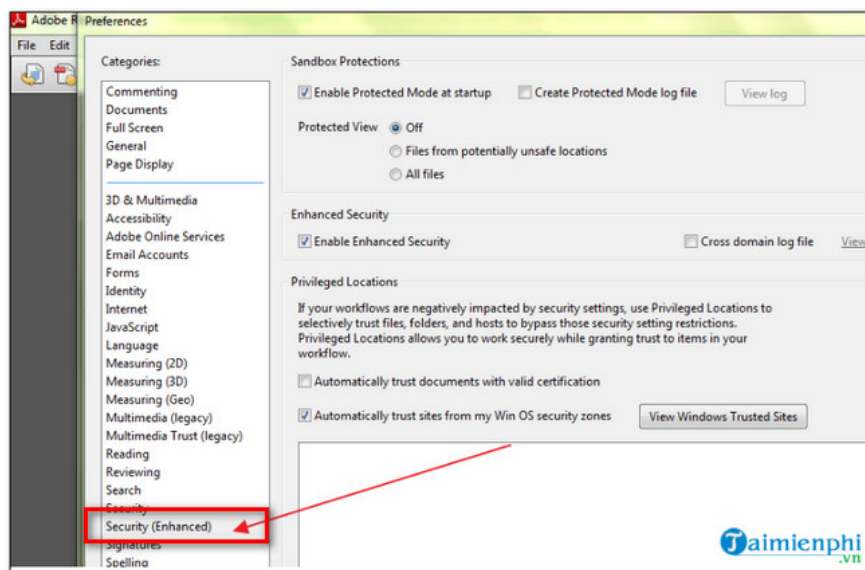 Adobe R
Preferences
File Edit
Categories:
Commenting
Documents
Full Screen
General
Page Display
3D & Multimedia
Accessibility
Adobe Online Services
Email Accounts
Forms
Identity
Internet
JavaScript
Language
Measuring (2D)
Measuring (3D)
Measuring (Geo)
Multimedia (legacy)
Multimedia Trust (legacy)
Reading
Reviewing
Search
Security
Security (Enhanced)
Signatures
Spelling
Sandbox Protections
Enable Protected Mode at startup Create Protected Mode log file View log
Protected View Off
Files from potentially unsafe locations
All files
Enhanced Security
Enable Enhanced Security Cross domain log file View
Privileged Locations
If your workflows are negatively impacted by security settings, use Privileged Locations to
selectively trust files, folders, and hosts to bypass those security setting restrictions.
Privileged Locations allows you to work securely while granting trust to items in your
workflow.
Automatically trust documents with valid certification
Automatically trust sites from my Win OS security zones View Windows Trusted Sites
Taimienphi
.vn